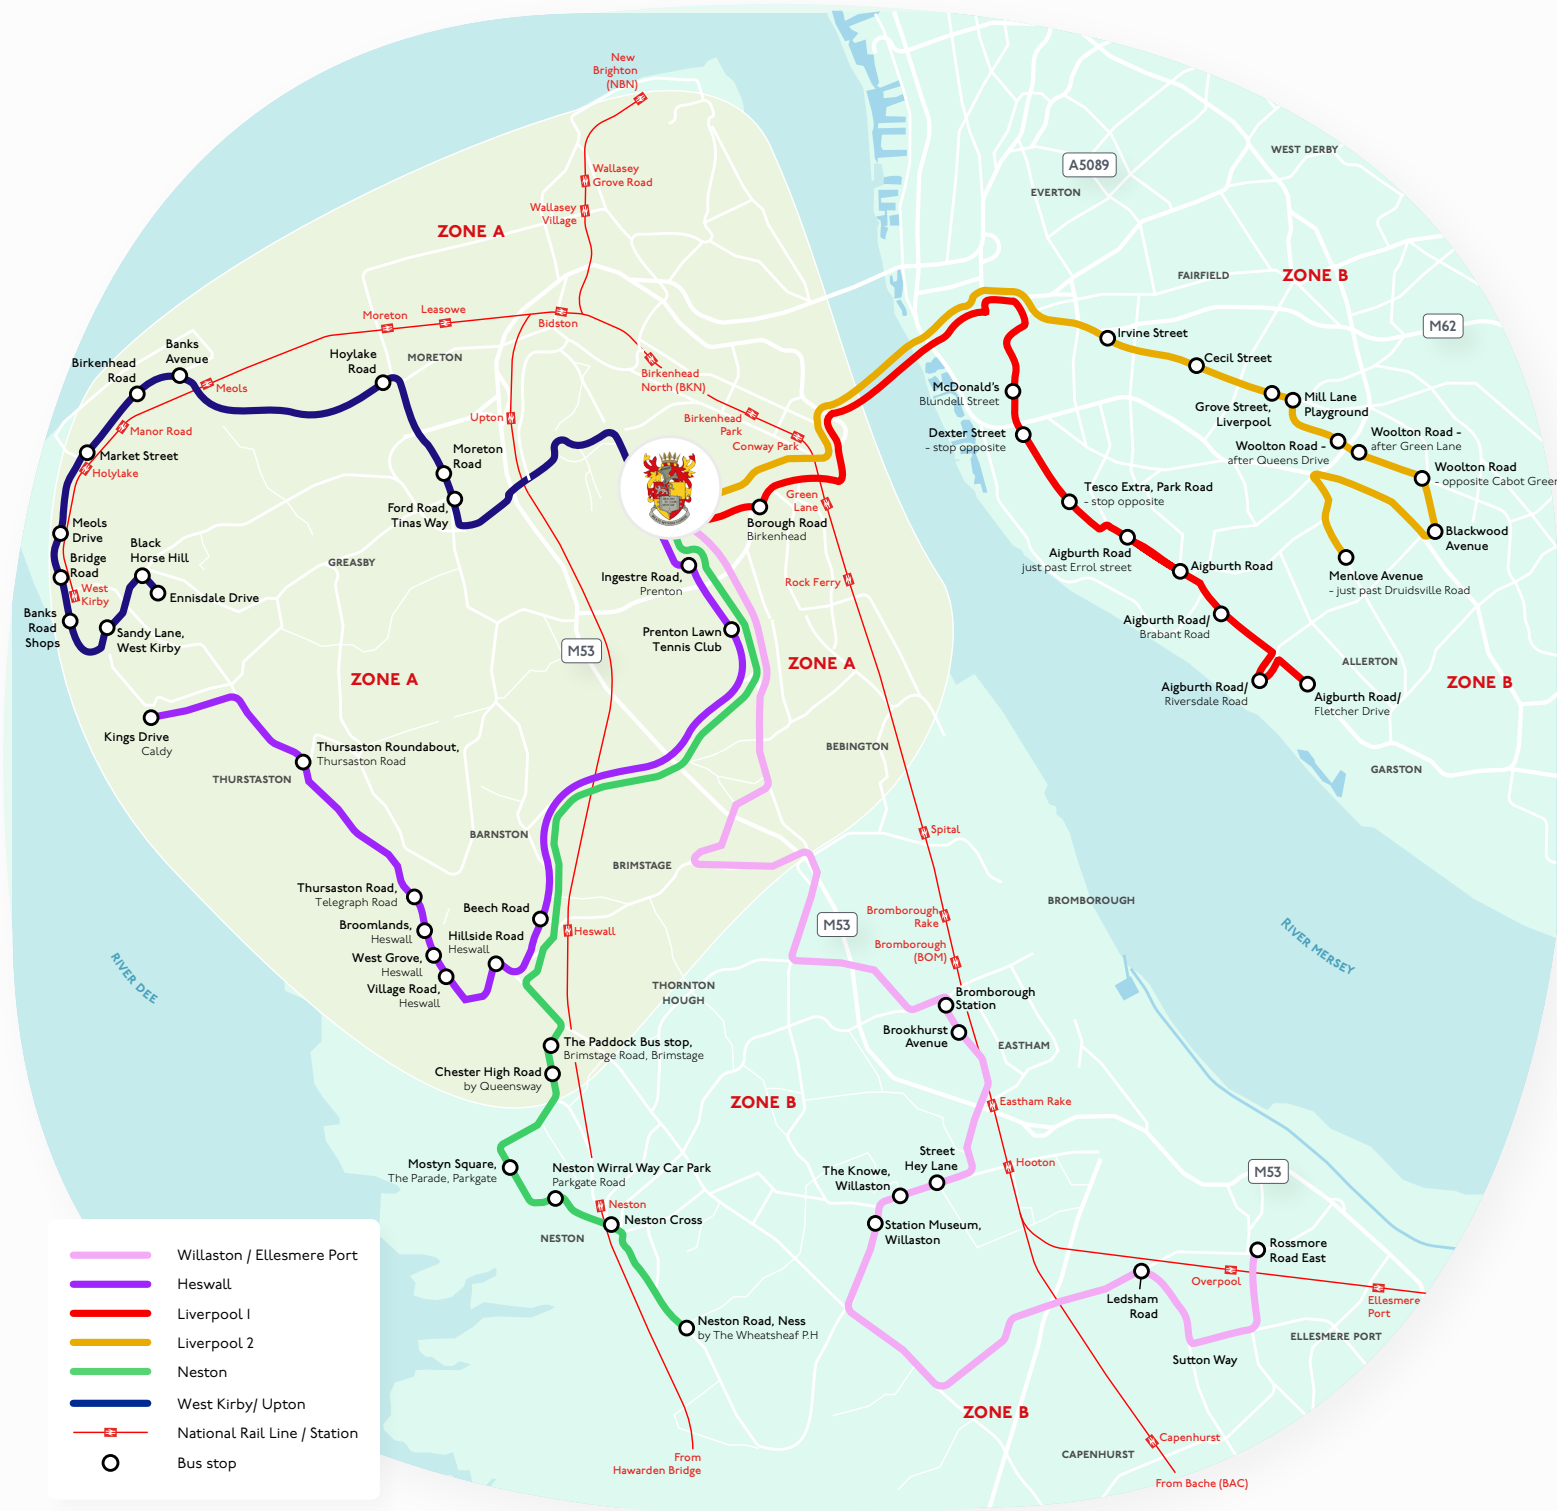 New
Brighton
(NBN)
Wallasey
Grove Road
Wallasey
Village
ZONE A
Moreton
Leasowe
Bidston
MORETON
Banks
Avenue
Birkenhead
Road
Hoylake
Road
Meols
Birkenhead
North (BKN)
Upton
Birkenhead
Park
Conway Park
Manor Road
Market Street
Holylake
Moreton
Road
Ford Road,
Tinas Way
Green
Lane
Borough Road
Birkenhead
Meols
Drive
Bridge
Road
West
Kirby
Black
Horse Hill
Ennisdale Drive
Banks
Road
Shops
Sandy Lane,
West Kirby
GREASBY
Ingestre Road,
Prenton
Rock Ferry
Prenton Lawn
Tennis Club
M53
ZONE A
ZONE A
Kings Drive
Caldy
Thursaston Roundabout,
Thursaston Road
THURSTASTON
BEBINGTON
BARNSTON
BRIMSTAGE
Spital
Thursaston Road,
Telegraph Road
Broomlands,
Heswall
West Grove,
Heswall
Village Road,
Heswall
Beech Road
Hillside Road
Heswall
Heswall
M53
Bromborough
Rake
Bromborough
(BOM)
BROMBOROUGH
RIVER DEE
RIVER MERSEY
THORNTON
HOUGH
Bromborough
Station
Brookhurst
Avenue
EASTHAM
The Paddock Bus stop,
Brimstage Road, Brimstage
Chester High Road
by Queensway
ZONE B
Eastham Rake
Hooton
Street
Hey Lane
The Knowe,
Willaston
Station Museum,
Willaston
Mostyn Square,
The Parade, Parkgate
Neston Wirral Way Car Park
Parkgate Road
Neston
Neston Cross
NESTON
Neston Road, Ness
by The Wheatsheaf P.H
M53
Rossmore
Road East
Overpool
Ellesmere
Port
Ledsham
Road
ELLESMERE PORT
Sutton Way
ZONE B
CAPENHURST
Capenhurst
From Bache (BAC)
From
Hawarden Bridge
A5089
WEST DERBY
EVERTON
FAIRFIELD
ZONE B
M62
Irvine Street
Cecil Street
Grove Street,
Liverpool
Mill Lane
Playground
Woolton Road -
after Queens Drive
Woolton Road -
after Green Lane
Woolton Road
- opposite Cabot Green
Blackwood
Avenue
Menlove Avenue
- just past Druidsville Road
McDonald's
Blundell Street
Dexter Street
- stop opposite
Tesco Extra, Park Road
- stop opposite
Aigburth Road
just past Errol street
Aigburth Road
Aigburth Road/
Brabant Road
Aigburth Road/
Riversdale Road
Aigburth Road/
Fletcher Drive
ALLERTON
ZONE B
GARSTON
Willaston / Ellesmere Port
Heswall
Liverpool 1
Liverpool 2
Neston
West Kirby/ Upton
National Rail Line / Station
Bus stop